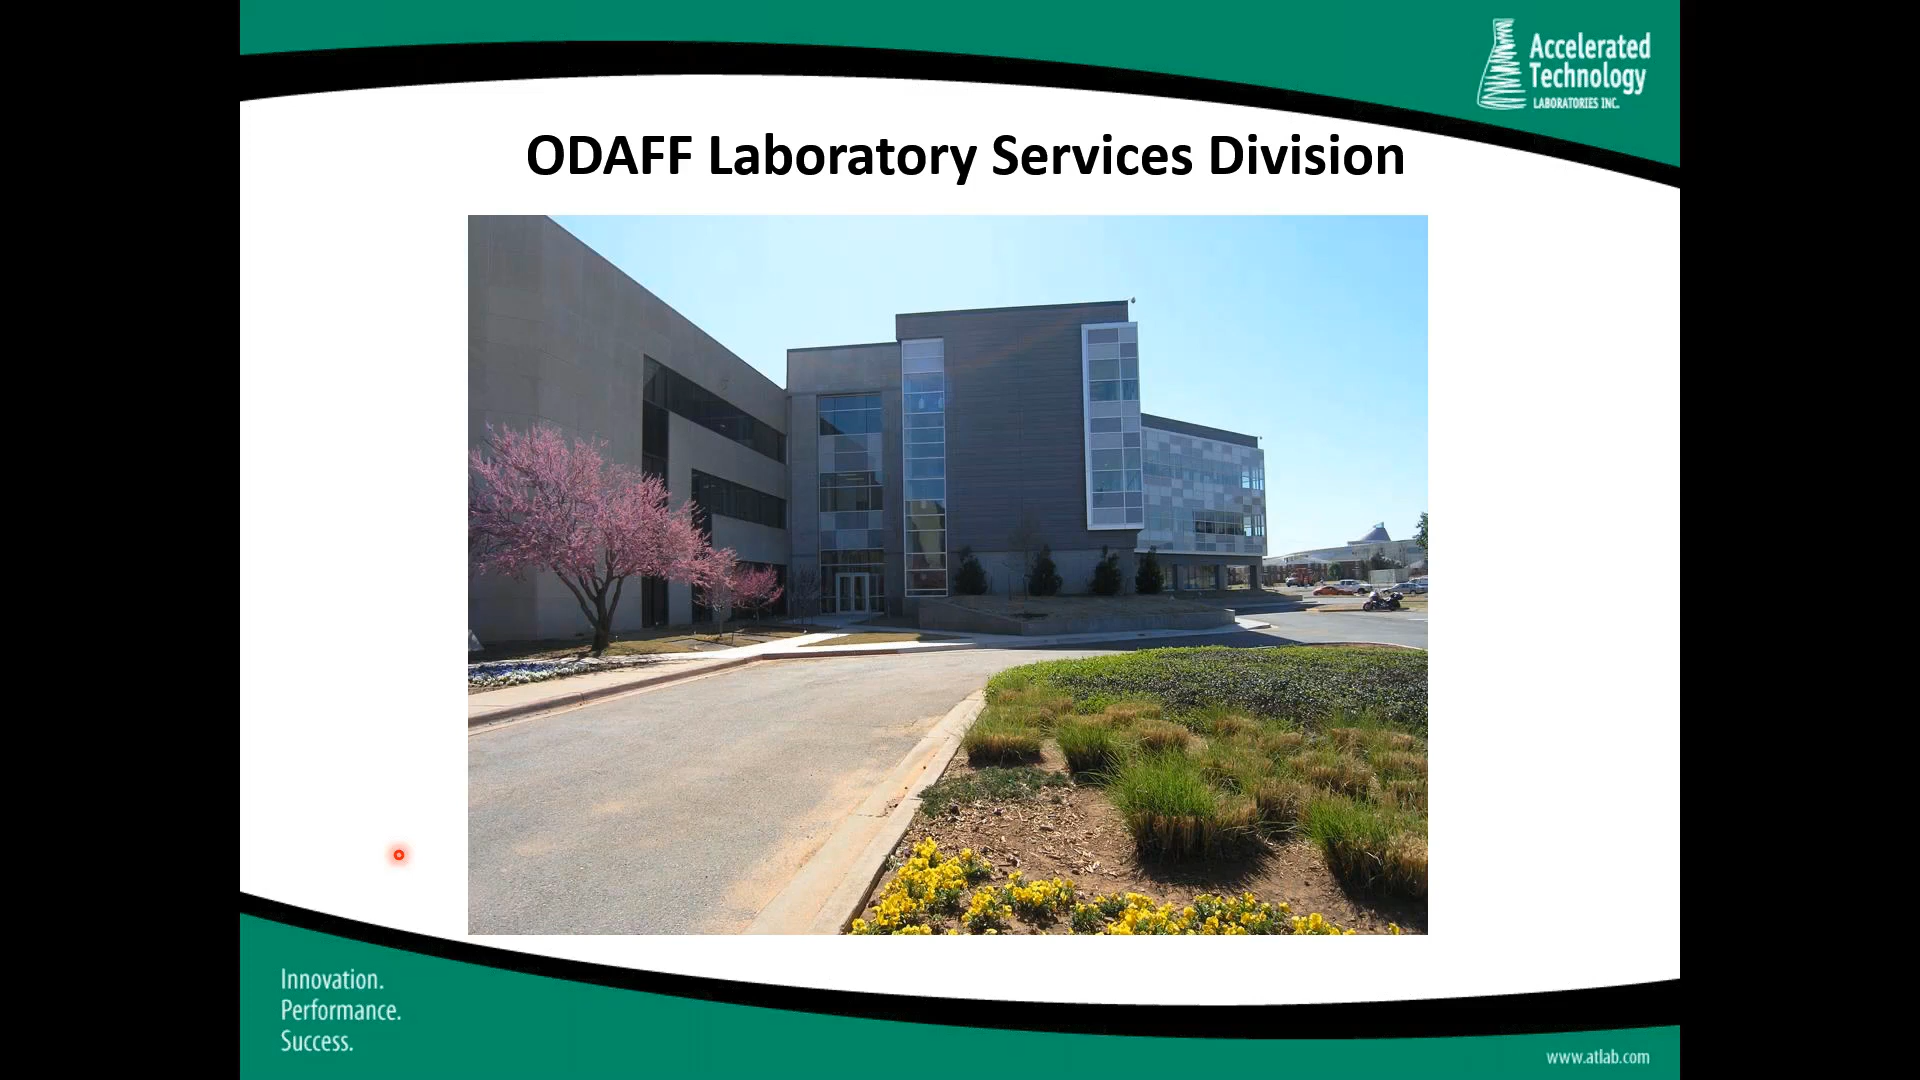 Accelerated
Technology
LABORATORIES INC.
ODAFF Laboratory Services Division
Innovation.
Performance.
Success.
www.atlab.com